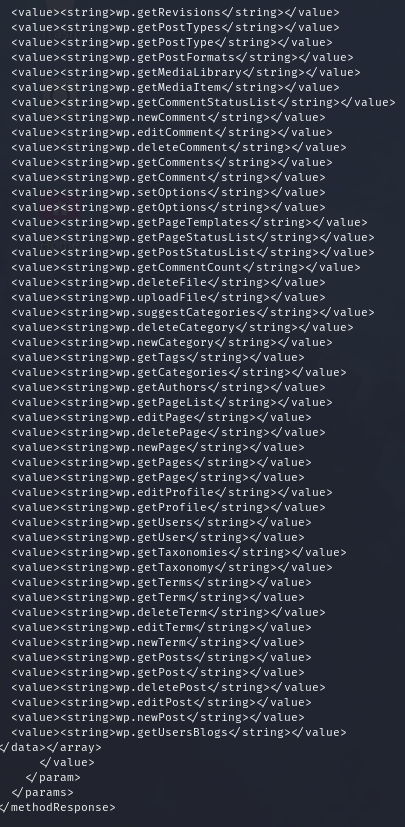 <value><string>wp.getRevisions</string></value>
<value><string>wp.getPostTypes</string></value>
<value><string>wp.getPostType</string></value>
<value><string>wp.getPostFormats</string></value>
<value><string>wp.getMediaLibrary</string></value>
<value><string>wp.getMediaItem</string></value>
<value><string>wp.getCommentStatusList</string></value>
<value><string>wp.newComment</string></value>
<value><string>wp.editComment</string></value>
<value><string>wp.deleteComment</string></value>
<value><string>wp.getComments</string></value>
<value><string>wp.getComment</string></value>
<value><string>wp.setOptions</string></value>
<value><string>wp.getOptions</string></value>
<value><string>wp.getPageTemplates</string></value>
<value><string>wp.getPageStatusList</string></value>
<value><string>wp.getPostStatusList</string></value>
<value><string>wp.getCommentCount</string></value>
<value><string>wp.deleteFile</string></value>
<value><string>wp.uploadFile</string></value>
<value><string>wp.suggestCategories</string></value>
<value><string>wp.deleteCategory</string></value>
<value><string>wp.newCategory</string></value>
<value><string>wp.getTags</string></value>
<value><string>wp.getCategories</string></value>
<value><string>wp.getAuthors</string></value>
<value><string>wp.getPageList</string></value>
<value><string>wp.editPage</string></value>
<value><string>wp.deletePage</string></value>
<value><string>wp.newPage</string></value>
<value><string>wp.getPages</string></value>
<value><string>wp.getPage</string></value>
<value><string>wp.editProfile</string></value>
<value><string>wp.getProfile</string></value>
<value><string>wp.getUsers</string></value>
<value><string>wp.getUser</string></value>
<value><string>wp.getTaxonomies</string></value>
<value><string>wp.getTaxonomy</string></value>
<value><string>wp.getTerms</string></value>
<value><string>wp.getTerm</string></value>
<value><string>wp.deleteTerm</string></value>
<value><string>wp.editTerm</string></value>
<value><string>wp.newTerm</string></value>
<value><string>wp.getPosts</string></value>
<value><string>wp.getPost</string></value>
<value><string>wp.deletePost</string></value>
<value><string>wp.editPost</string></value>
<value><string>wp.newPost</string></value>
<value><string>wp.getUsersBlogs</string></value>
</data></array>
</value>
</param>
</params>
</methodResponse>